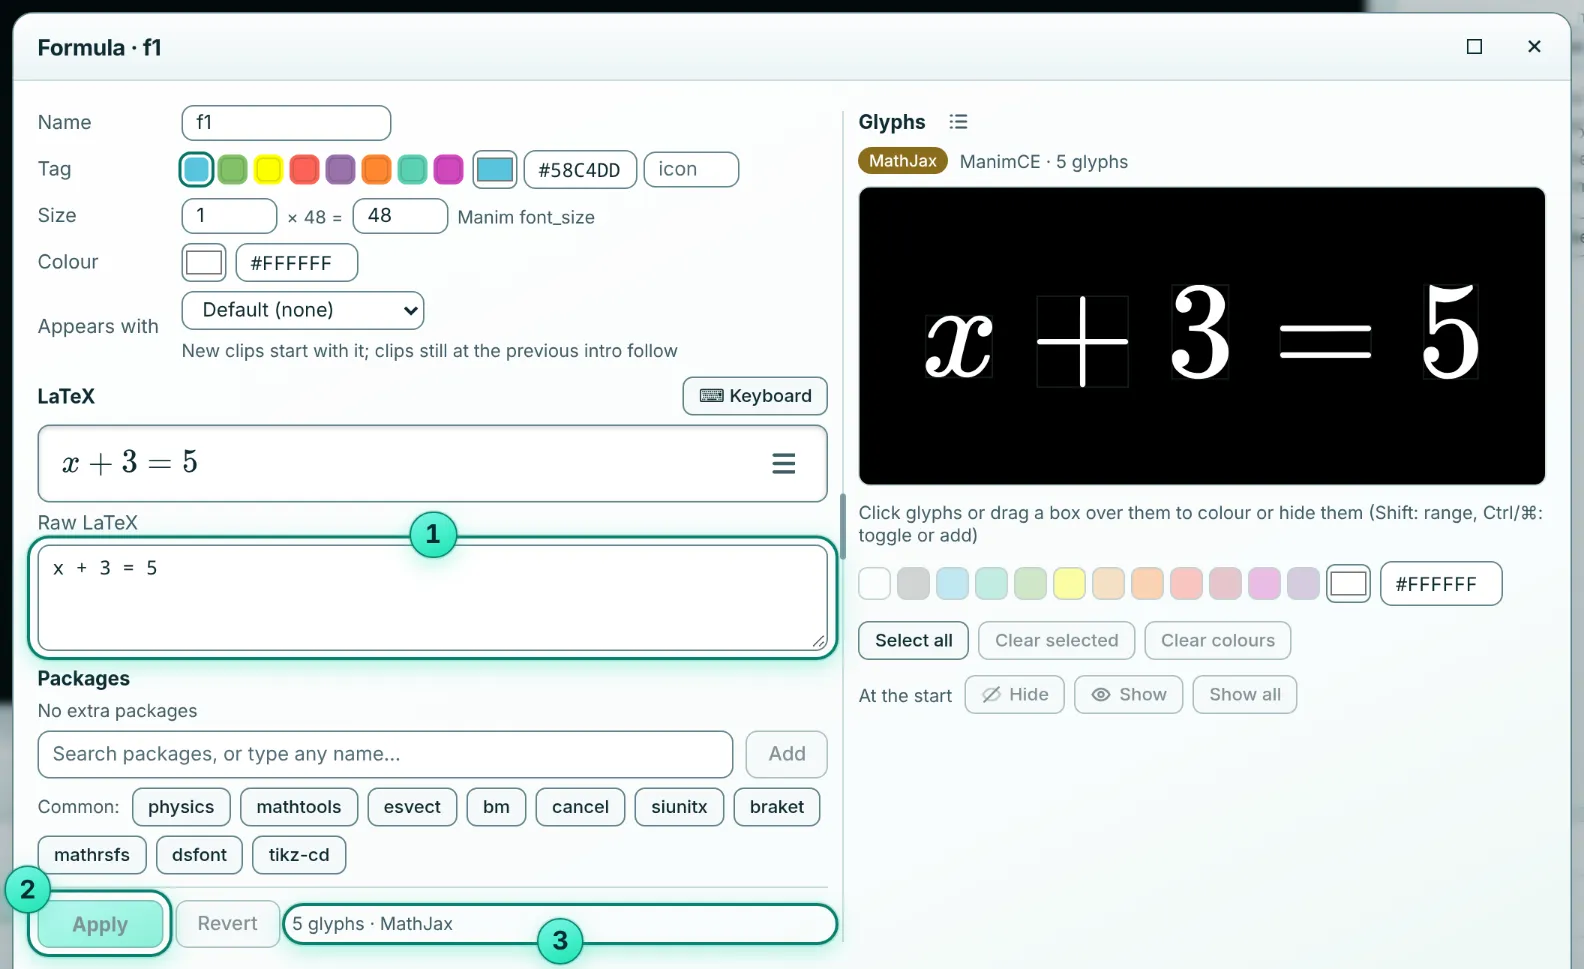 Formula · f1
Name
f1
Tag
#58C4DD
icon
Size
1
× 48 =
48
Manim font_size
Colour
#FFFFFF
Appears with
Default (none)
New clips start with it; clips still at the previous intro follow
LaTeX
Keyboard
x + 3 = 5
Raw LaTeX
1
x + 3 = 5
Packages
No extra packages
Search packages, or type any name...
Add
Common:
physics
mathtools
esvect
bm
cancel
siunitx
braket
mathrsfs
dsfont
tikz-cd
2
Apply
Revert
5 glyphs · MathJax
3
Glyphs
MathJax
ManimCE · 5 glyphs
x + 3 = 5
Click glyphs or drag a box over them to colour or hide them (Shift: range, Ctrl/⌘:
toggle or add)
#FFFFFF
Select all
Clear selected
Clear colours
At the start
Hide
Show
Show all